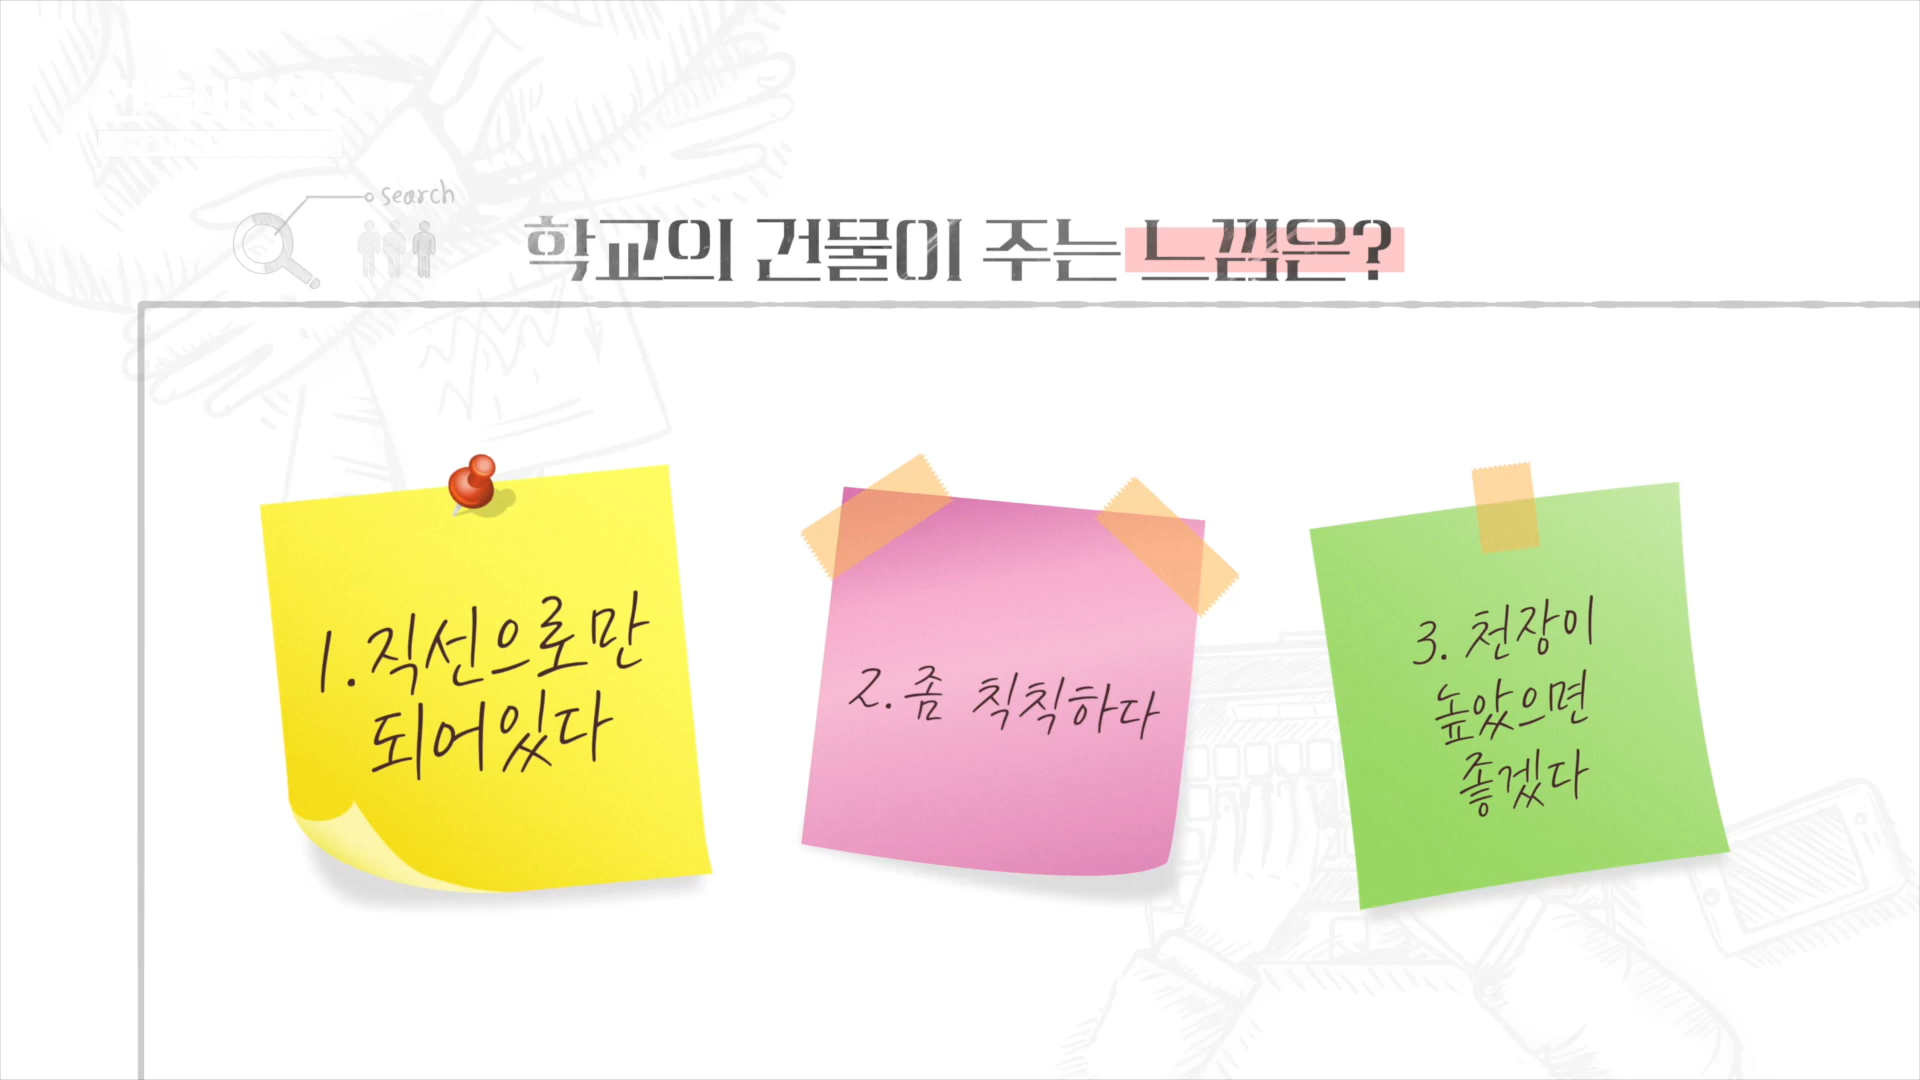 search
학교의 건물이 주는 느낌은?
1. 직선으로만
되어있다
2. 좀 칙칙하다
3. 천장이
높았으면
좋겠다